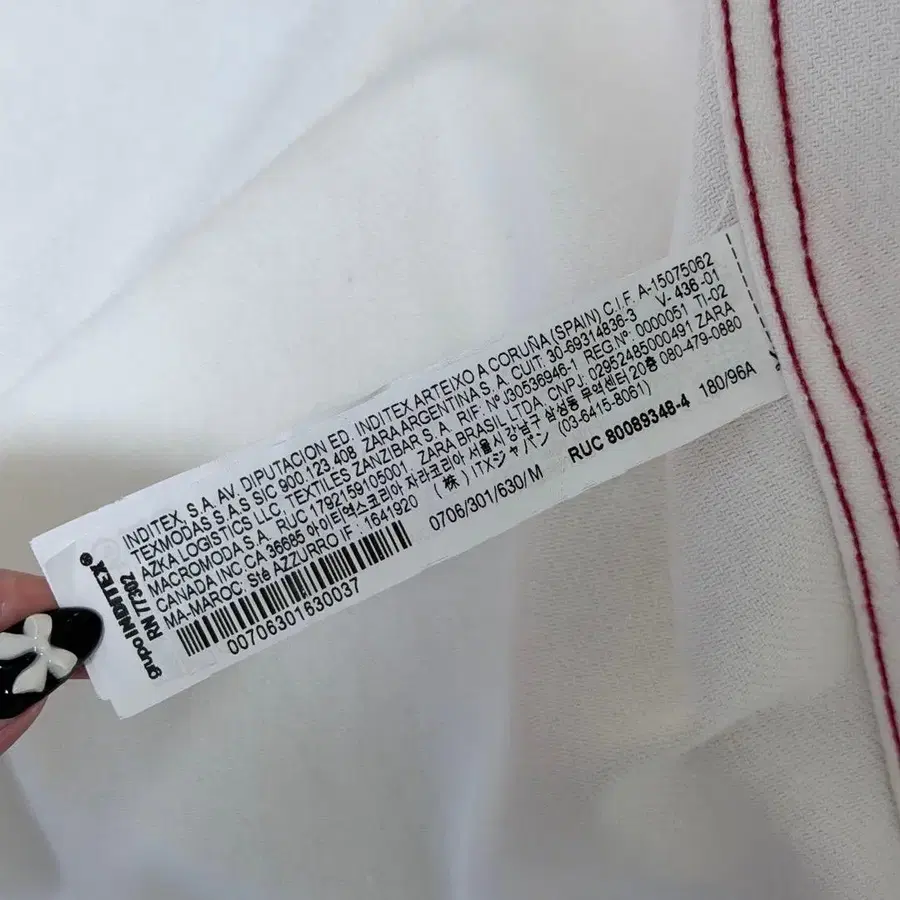 INDITEX, S.A. AV. DIPUTACION ED. INDITEX ARTEIXO A CORUÑA (SPAIN) C.I.F. A-15075062
TEXMODAS S.A.S S/C 900.123.408 ZARA ARGENTINA S.A. CUIT. 30-69314836-3 V- 436-01
AZKA LOGISTICS LLC, TEXTILES ZANZIBAR S.A. RIF: Nº J30536946-1 REG Nº: 0000051 TI-02
MACROMODA S.A. RUC 1792159105001, ZARA BRASIL LTDA. CNPJ: 02952485000491 ZARA
CANADA INC CA 36685 아이티엑스코리아 자라코리아 서울시 강남구 삼성동 무역센터 20층 080-479-0880
MA-MAROC: Sté AZZURRO IF : 1641920 (株) ITXジャパン (03-6415-8061)
0706/301/630/M RUC 80089348-4 180/96A
00706301630037
grupo INDITEX®
RN 77302